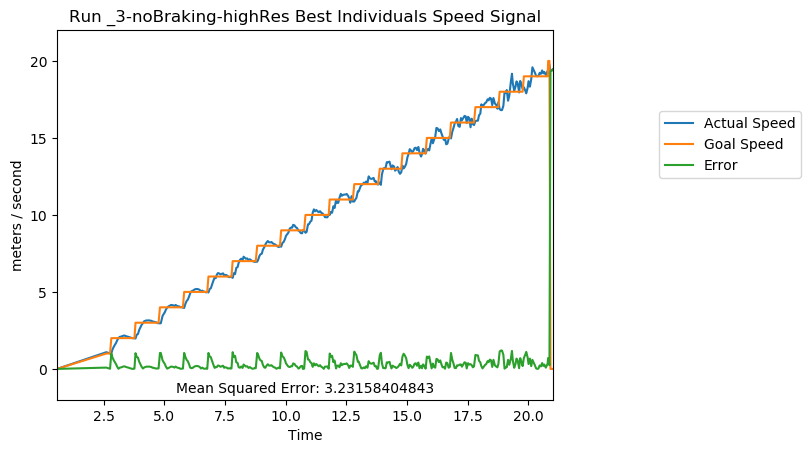 Run _3-noBraking-highRes Best Individuals Speed Signal
meters / second
20
15
10
5
0
Actual Speed
Goal Speed
Error
Mean Squared Error: 3.23158404843
2.5 5.0 7.5 10.0 12.5 15.0 17.5 20.0
Time